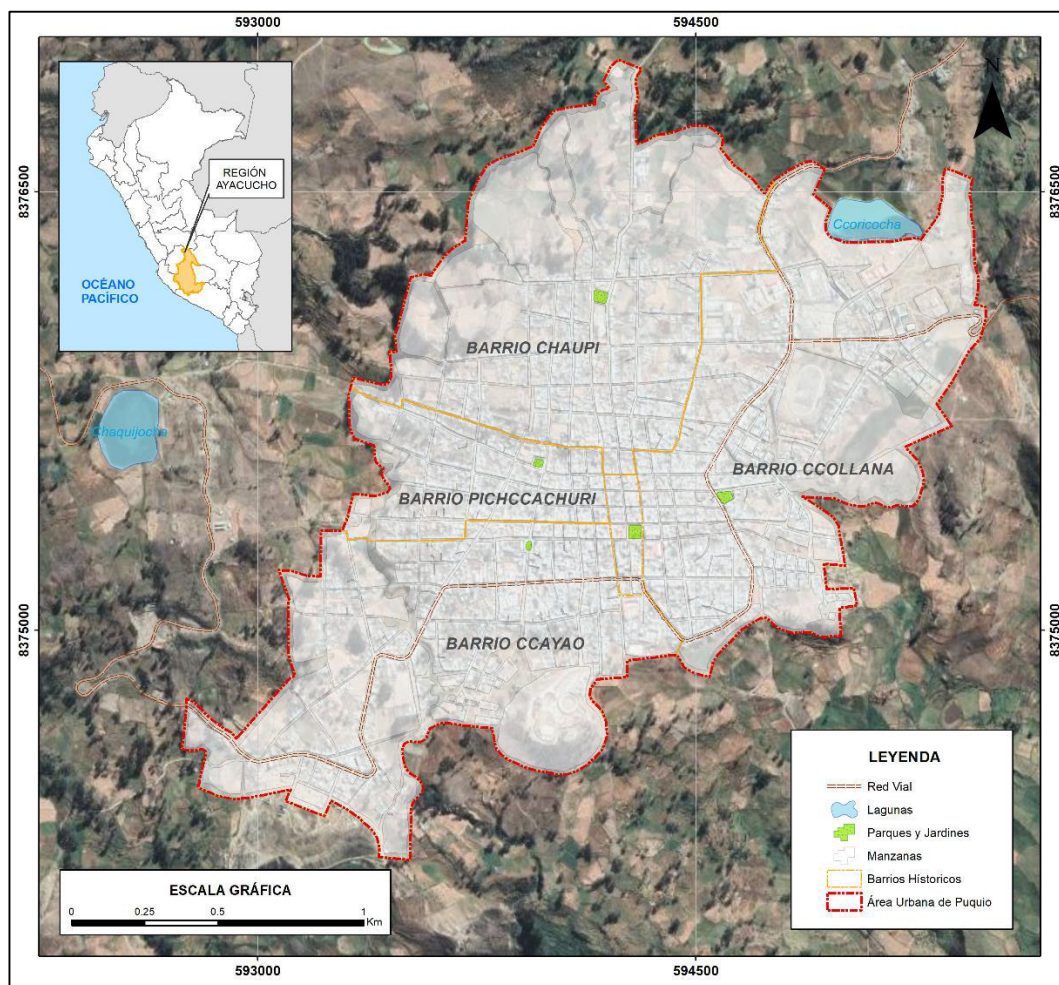 593000
594500
N
8376500
8376500
REGIÓN
AYACUCHO
OCÉANO
PACÍFICO
Ccoricocha
BARRIO CHAUPI
Chaquijocha
BARRIO CCOLLANA
BARRIO PICHCCACHURI
8375000
8375000
BARRIO CCAYAO
LEYENDA
Red Vial
Lagunas
Parques y Jardines
Manzanas
Barrios Hístoricos
Área Urbana de Puquio
ESCALA GRÁFICA
0 0.25 0.5 1
Km
593000
594500